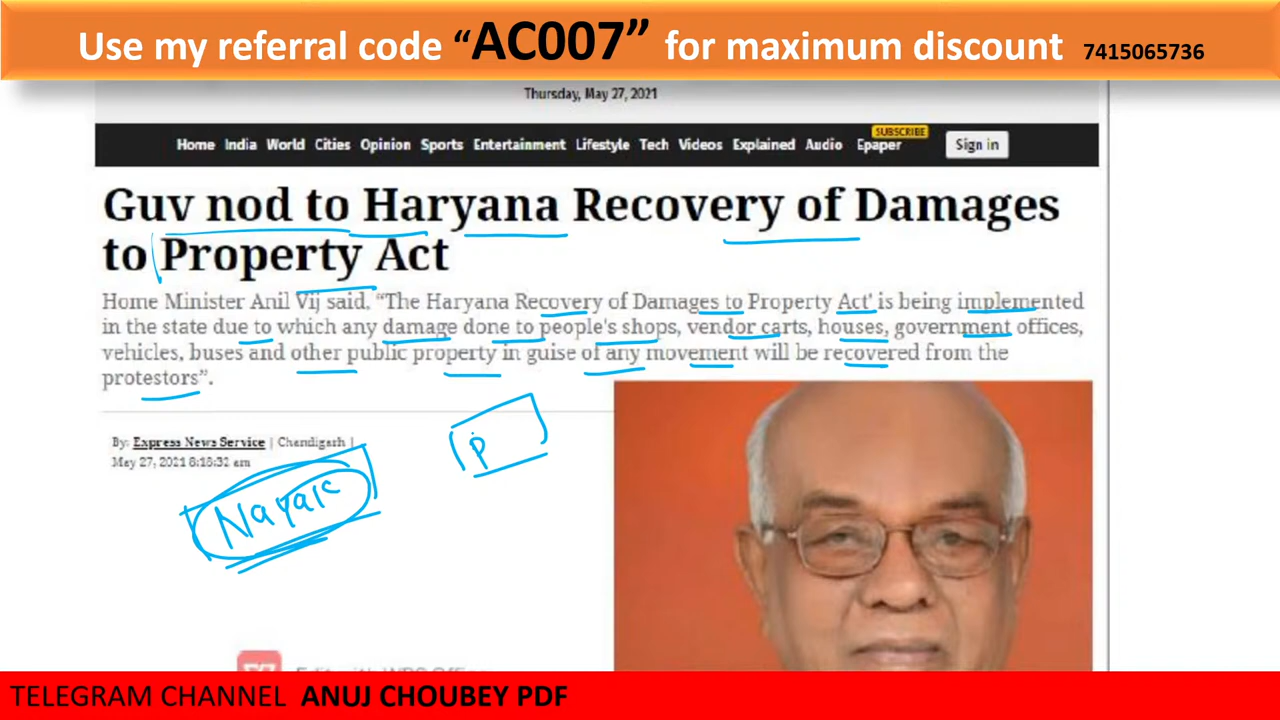 Use my referral code “AC007” for maximum discount 7415065736
Thursday, May 27, 2021
SUBSCRIBE
Home India World Cities Opinion Sports Entertainment Lifestyle Tech Videos Explained Audio Epaper Sign in
Guv nod to Haryana Recovery of Damages
to Property Act
Home Minister Anil Vij said, “The Haryana Recovery of Damages to Property Act' is being implemented
in the state due to which any damage done to people's shops, vendor carts, houses, government offices,
vehicles, buses and other public property in guise of any movement will be recovered from the
protestors”.
By: Express News Service | Chandigarh |
May 27, 2021 8:18:32 am
P
Nayak
TELEGRAM CHANNEL ANUJ CHOUBEY PDF